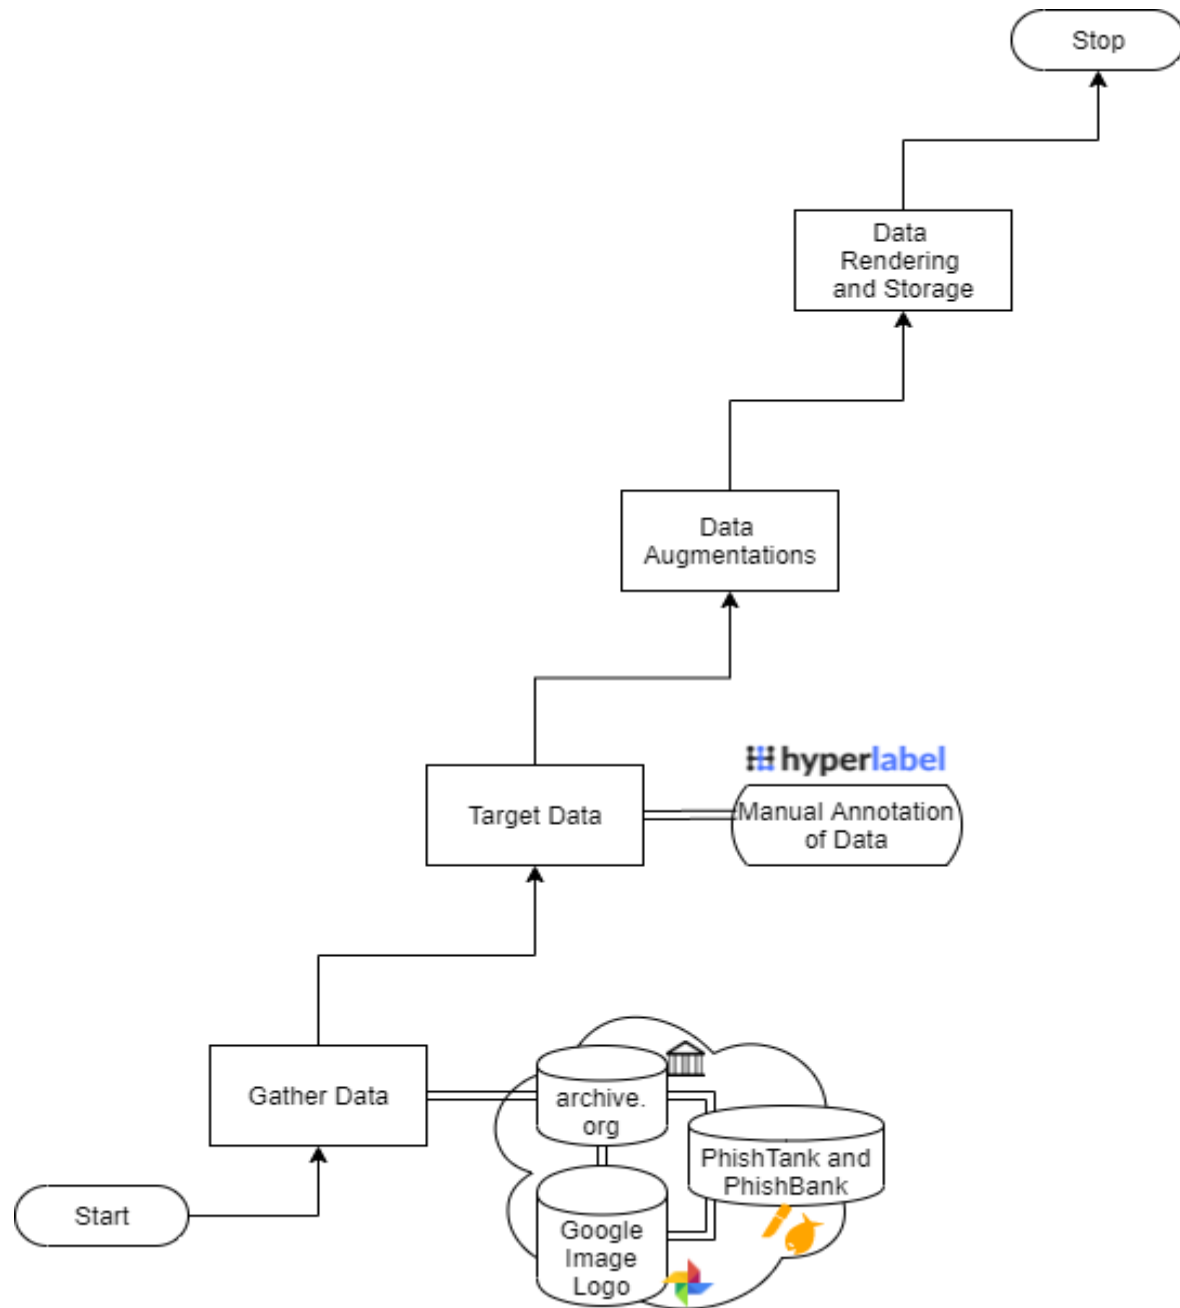 Stop
Data
Rendering
and Storage
Data
Augmentations
hyperlabel
Target Data
Manual Annotation
of Data
Gather Data
archive.
org
PhishTank and
PhishBank
Start
Google
Image
Logo